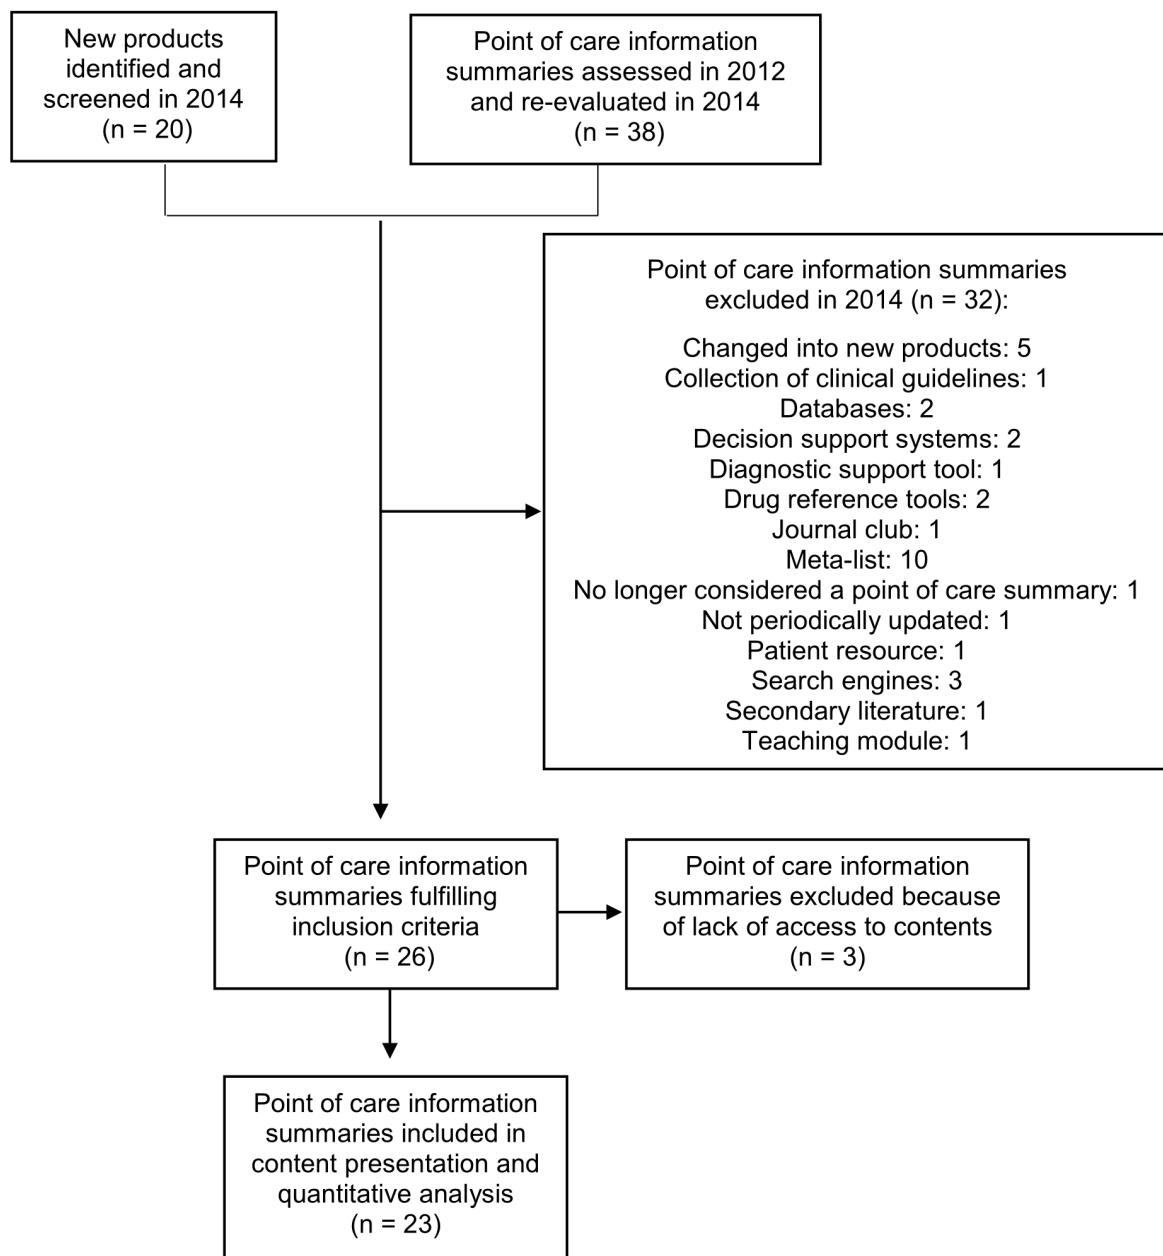 New products
identified and
screened in 2014
(n = 20)
Point of care information
summaries assessed in 2012
and re-evaluated in 2014
(n = 38)
Point of care information summaries
excluded in 2014 (n = 32):
Changed into new products: 5
Collection of clinical guidelines: 1
Databases: 2
Decision support systems: 2
Diagnostic support tool: 1
Drug reference tools: 2
Journal club: 1
Meta-list: 10
No longer considered a point of care summary: 1
Not periodically updated: 1
Patient resource: 1
Search engines: 3
Secondary literature: 1
Teaching module: 1
Point of care information
summaries fulfilling
inclusion criteria
(n = 26)
Point of care information
summaries excluded because
of lack of access to contents
(n = 3)
Point of care information
summaries included in
content presentation and
quantitative analysis
(n = 23)